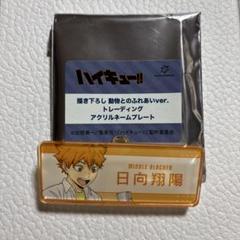 ハイキュー!!
描き下ろし 動物とのふれあいver.
トレーディング
アクリルネームプレート
MIDDLE BLOCKER
日向翔陽